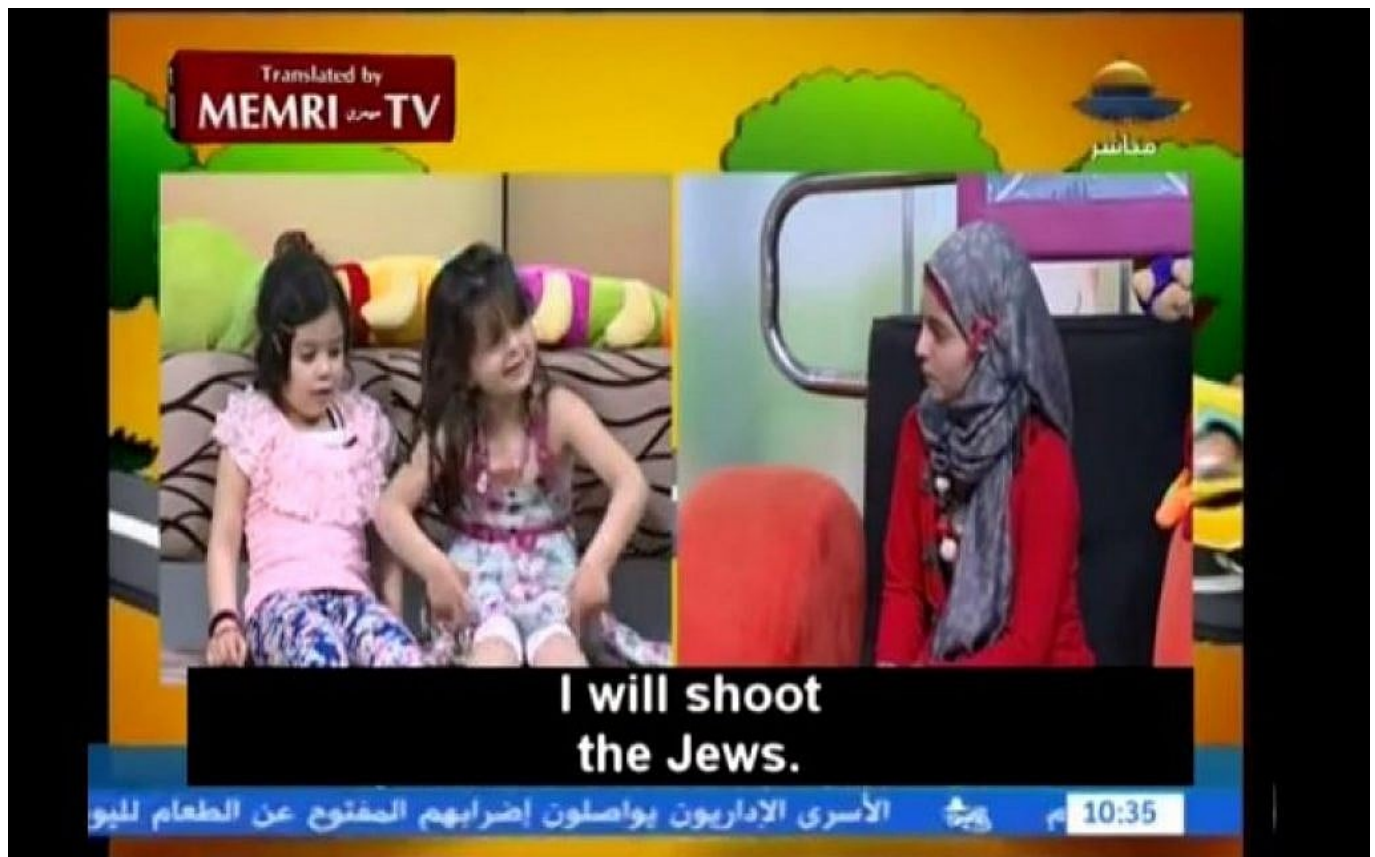 Translated by
MEMRI TV
مباشر
I will shoot
the Jews.
الأسرى الإداريون يواصلون إضرابهم المفتوح عن الطعام لليو
م
10:35